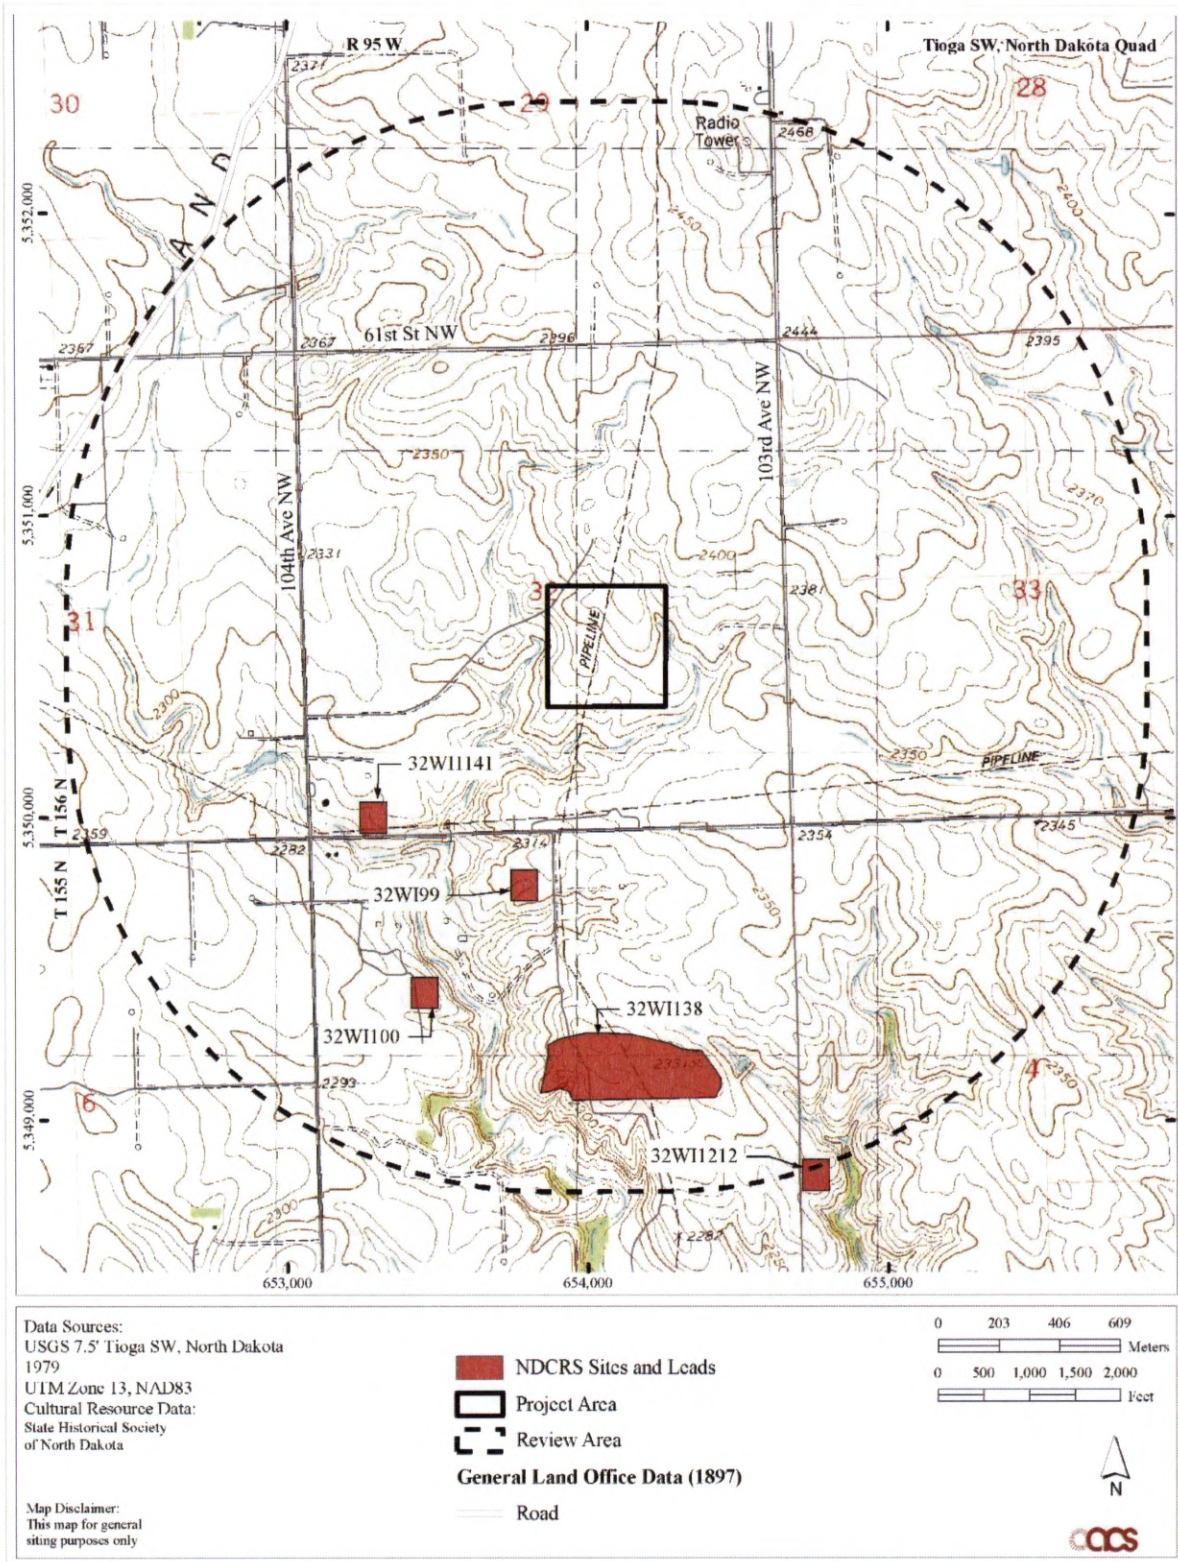 R 95 W
Tioga SW, North Dakota Quad
2371
30
29
28
Radio
Tower
2468
A N D
5,352,000
2450
2400
61st St NW
2367
2367
2396
2444
2395
2350
103rd Ave NW
104th Ave NW
2370
5,351,000
2331
2400
3
2381
33
31
PIPELINE
2300
2350
PIPELINE
32WI1141
T 156 N
5,350,000
2359
2282
2314
2354
2345
T 155 N
32WI99
2350
32WI100
32WI138
2331
2293
6
4
2350
5,349,000
32WI1212
2300
2282
2250
653,000
654,000
655,000
Data Sources:
USGS 7.5' Tioga SW, North Dakota
1979
UTM Zone 13, NAD83
Cultural Resource Data:
State Historical Society
of North Dakota
Map Disclaimer:
This map for general
siting purposes only
NDCRS Sites and Leads
Project Area
Review Area
General Land Office Data (1897)
Road
0 203 406 609
Meters
0 500 1,000 1,500 2,000
Feet
N
acs